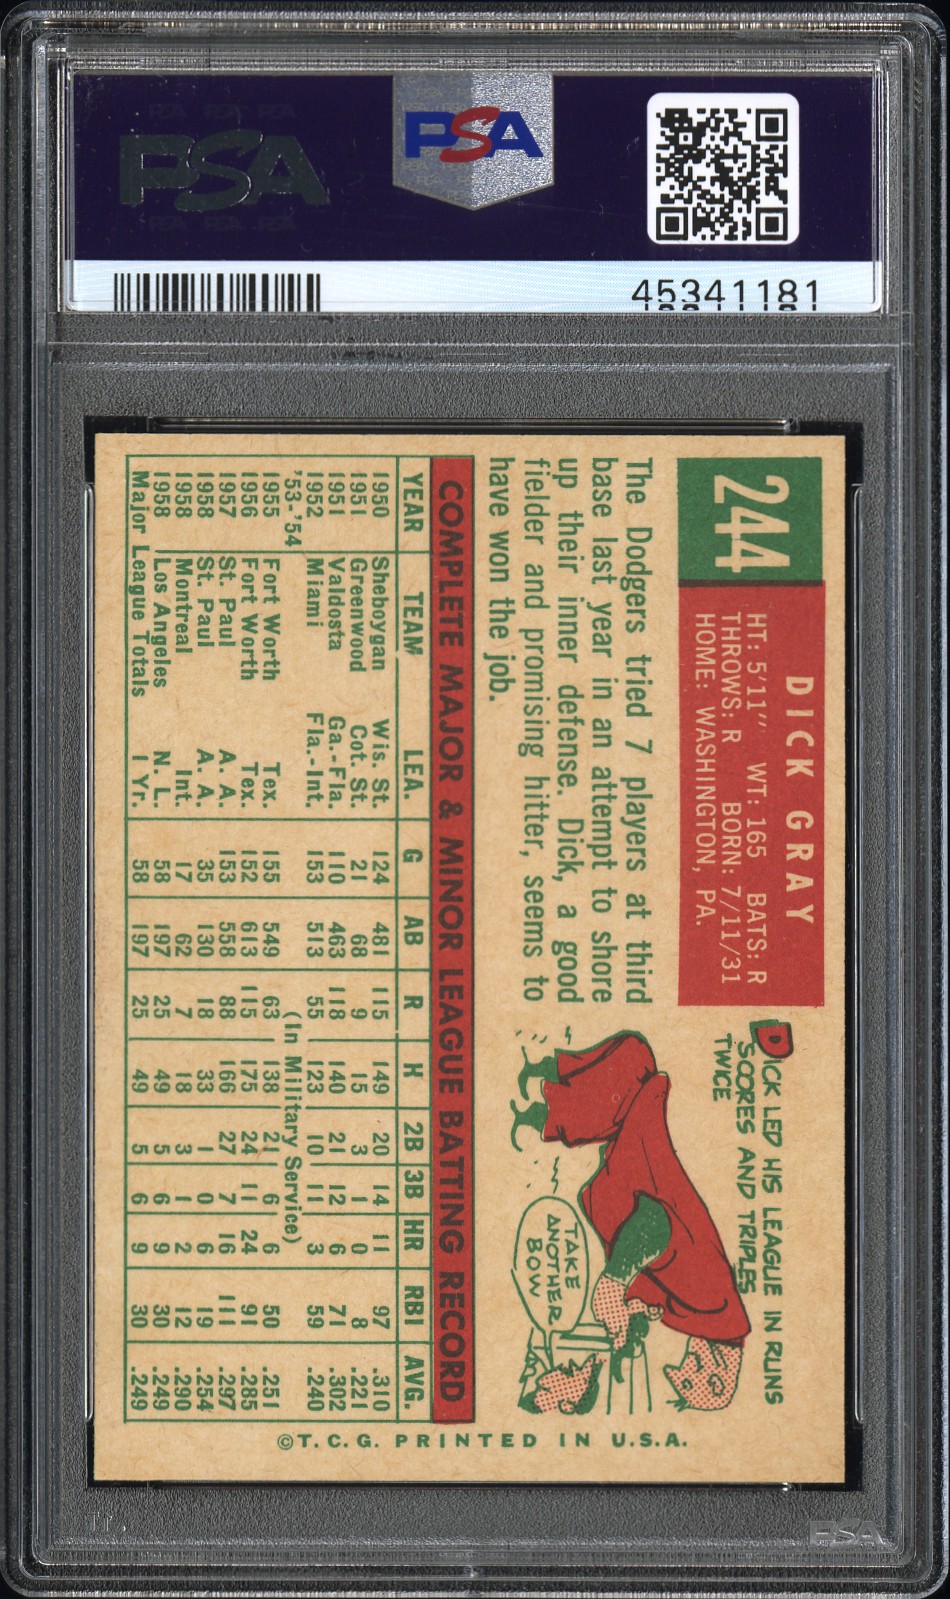 PSA
PSA
45341181
244
DICK GRAY
HT: 5'11" WT: 165 BATS: R
THROWS: R BORN: 7/11/31
HOME: WASHINGTON, PA.
The Dodgers tried 7 players at third
base last year in an attempt to shore
up their inner defense. Dick, a good
fielder and promising hitter, seems to
have won the job.
DICK LED HIS LEAGUE IN RUNS
SCORES AND TRIPLES
TWICE
TAKE
ANOTHER
BOW
COMPLETE MAJOR & MINOR LEAGUE BATTING RECORD
YEAR TEAM LEA. G AB R H 2B 3B HR RBI AVG.
1950 Sheboygan Wis. St. 124 481 115 149 20 14 11 97 .310
1951 Greenwood Cot. St. 21 68 9 15 3 1 0 8 .221
1951 Valdosta Ga.-Fla. 110 463 118 140 21 12 6 71 .302
1952 Miami Fla.-Int. 153 513 55 123 10 11 3 59 .240
'53-'54 (In Military Service)
1955 Fort Worth Tex. 155 549 63 138 21 6 6 50 .251
1956 Fort Worth Tex. 152 613 115 175 24 11 24 91 .285
1957 St. Paul A. A. 153 558 88 166 27 7 16 111 .297
1958 St. Paul A. A. 35 130 18 33 1 0 6 19 .254
1958 Montreal Int. 17 62 7 18 3 1 2 12 .290
1958 Los Angeles N. L. 58 197 25 49 5 6 9 30 .249
Major League Totals 1 Yr. 58 197 25 49 5 6 9 30 .249
©T.C.G. PRINTED IN U.S.A.
PSA